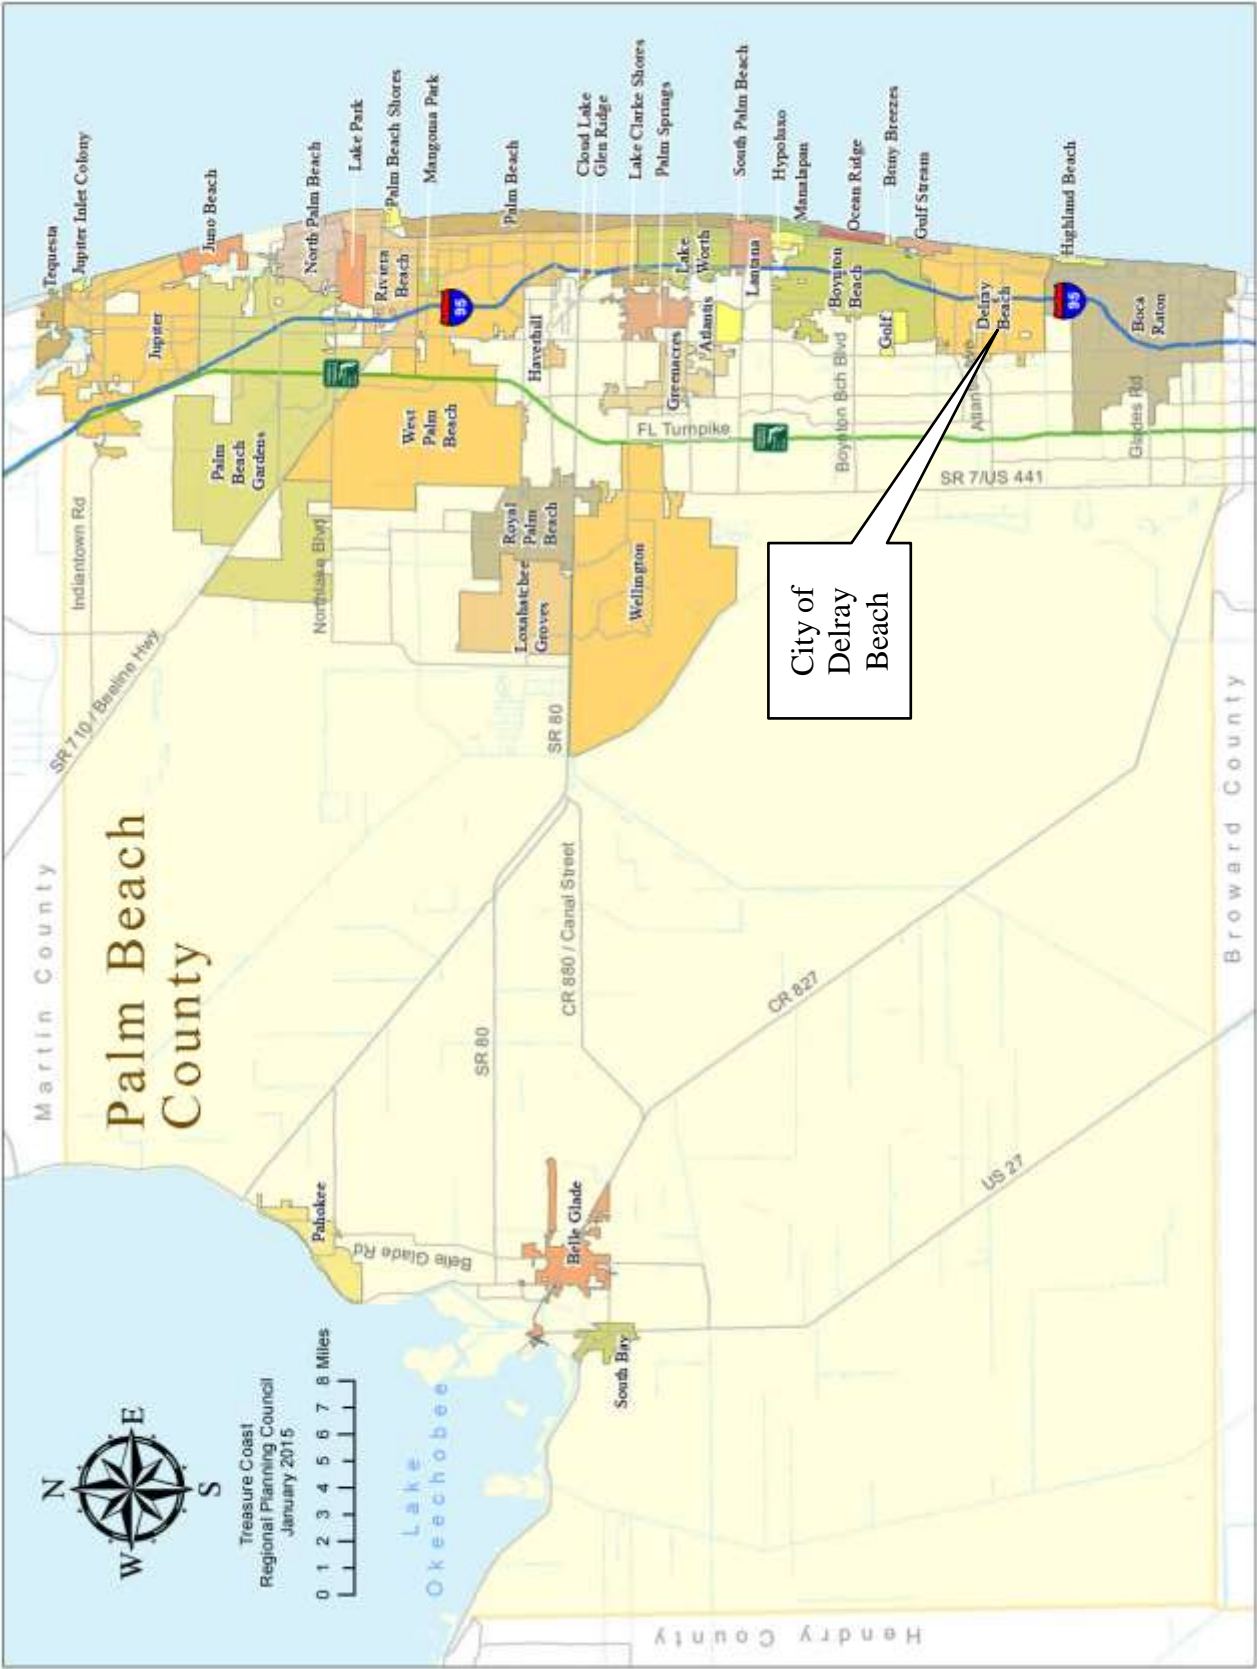 Martin County
Palm Beach
County
N
W
E
S
Treasure Coast
Regional Planning Council
January 2015
0 1 2 3 4 5 6 7 8 Miles
Lake
Okeechobee
Hendry County
Broward County
Pahokee
Belle Glade Rd
Belle Glade
South Bay
SR 80
CR 880 / Canal Street
CR 827
US 27
SR 710 / Beeline Hwy
Indiantown Rd
Northlake Blvd
SR 80
Loxahatchee
Groves
Royal
Palm
Beach
Wellington
Palm
Beach
Gardens
West
Palm
Beach
Jupiter
Tequesta
Jupiter Inlet Colony
Juno Beach
North Palm Beach
Lake Park
Palm Beach Shores
Mangonia Park
Riviera
Beach
95
Palm Beach
Cloud Lake
Glen Ridge
Lake Clarke Shores
Palm Springs
Haverhill
Greenacres
Atlantis
Lake
Worth
Lantana
South Palm Beach
Hypoluxo
Manalapan
Ocean Ridge
Briny Breezes
Gulf Stream
Boynton
Beach
Golf
FL Turnpike
Boynton Bch Blvd
SR 7/US 441
Delray
Beach
Highland Beach
95
Boca
Raton
Glades Rd
City of
Delray
Beach